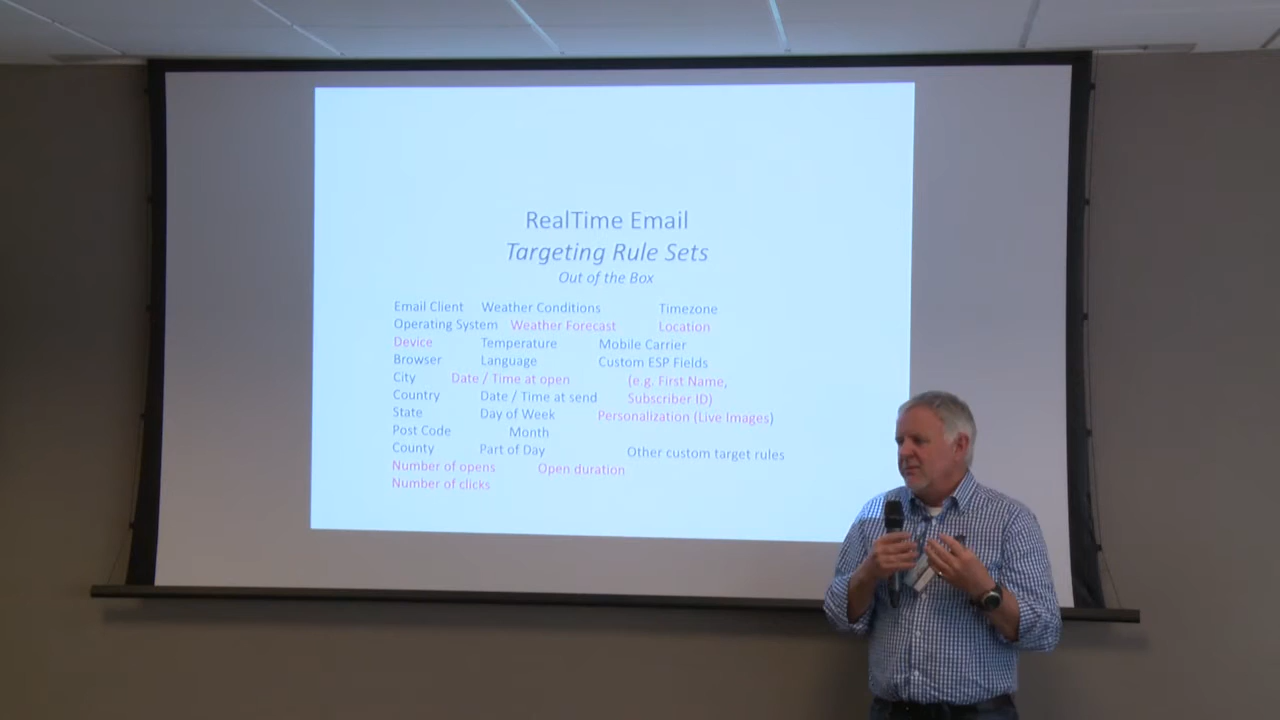 RealTime Email
Targeting Rule Sets
Out of the Box
Email Client Weather Conditions Timezone
Operating System Weather Forecast Location
Device Temperature Mobile Carrier
Browser Language Custom ESP Fields
City Date / Time at open (e.g. First Name,
Country Date / Time at send Subscriber ID)
State Day of Week Personalization (Live Images)
Post Code Month
County Part of Day Other custom target rules
Number of opens Open duration
Number of clicks